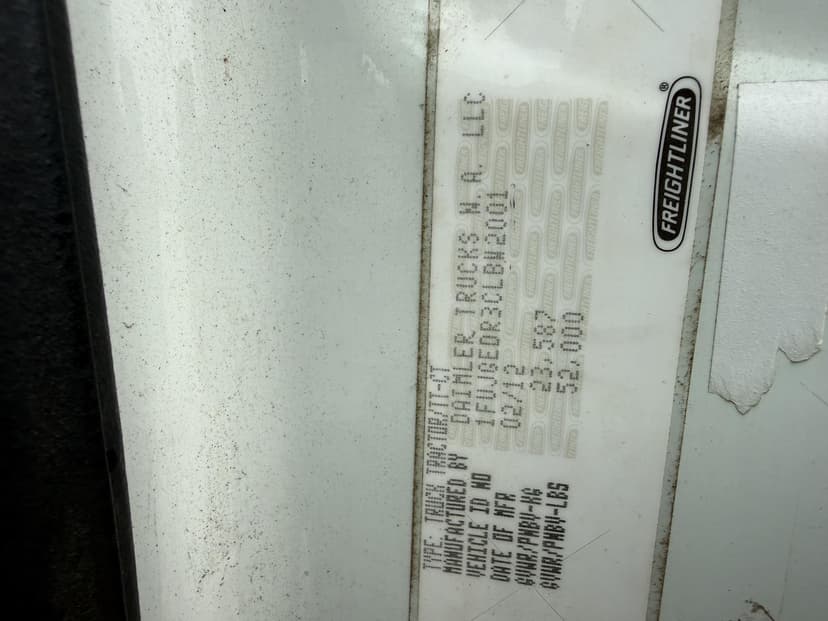 FREIGHTLINER®
TYPE: TRUCK TRACTOR/TT-CT
MANUFACTURED BY DAIMLER TRUCKS N.A. LLC
VEHICLE ID NO 1FUJGEDR3CLBW2001
DATE OF MFR 02/12
GVWR/PNBV-KG 23,587
GVWR/PNBV-LBS 52,000